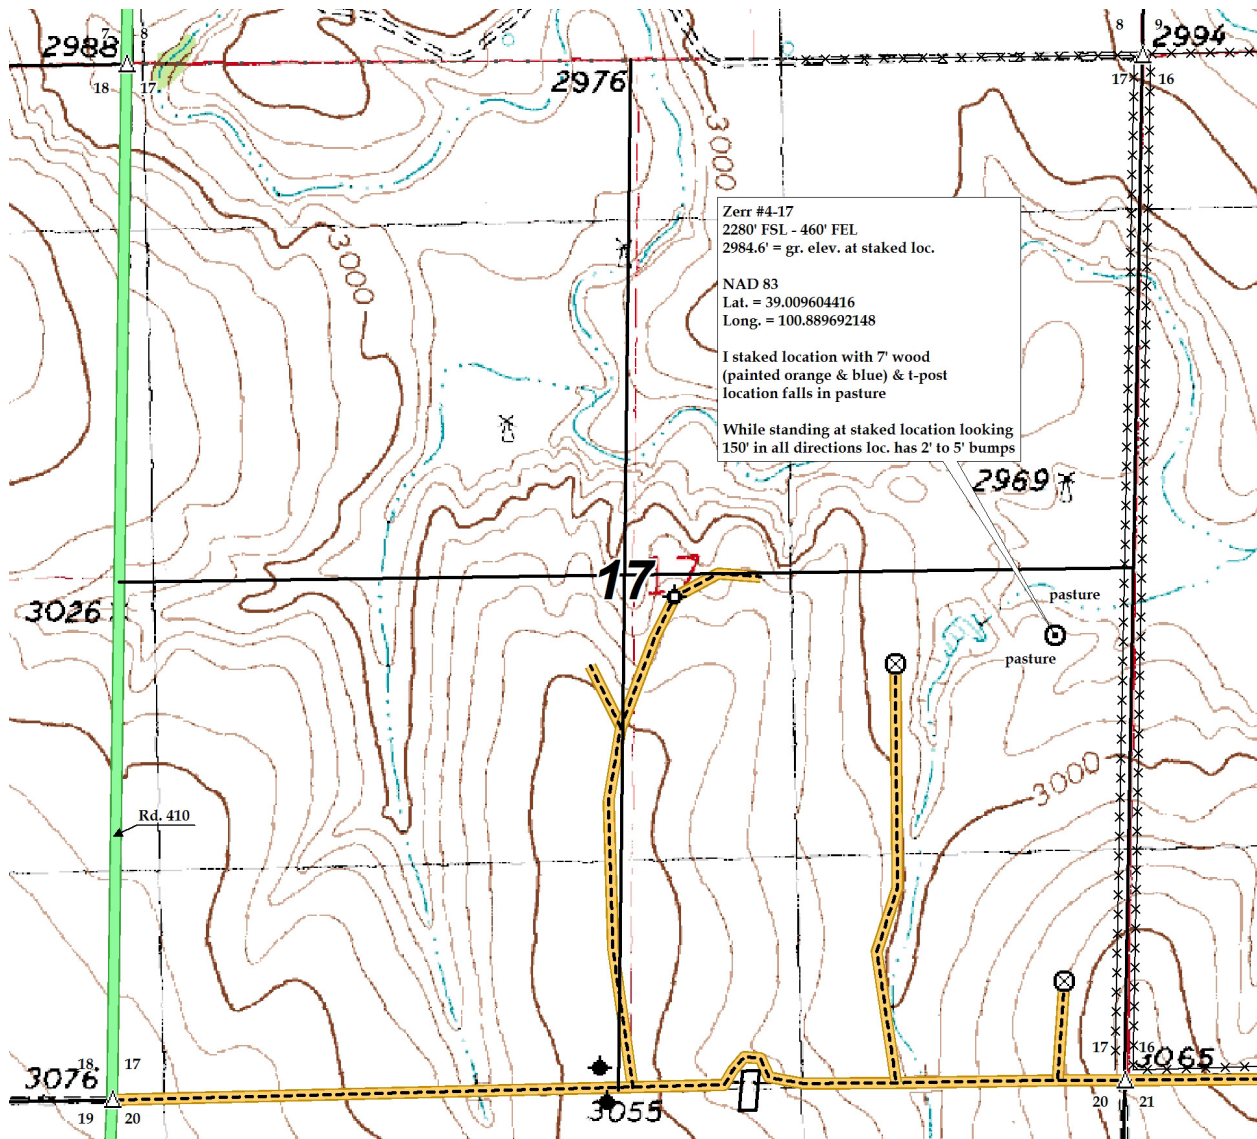 7 8
8 9
2988
2994
18 17
17 16
2976
3000
3000
Zerr #4-17
2280' FSL - 460' FEL
2984.6' = gr. elev. at staked loc.
NAD 83
Lat. = 39.009604416
Long. = 100.889692148
I staked location with 7' wood
(painted orange & blue) & t-post
location falls in pasture
While standing at staked location looking
150' in all directions loc. has 2' to 5' bumps
2969
17 17
3026
pasture
pasture
3000
Rd. 410
18 17
17 16
3076
3065
19 20
3055
20 21